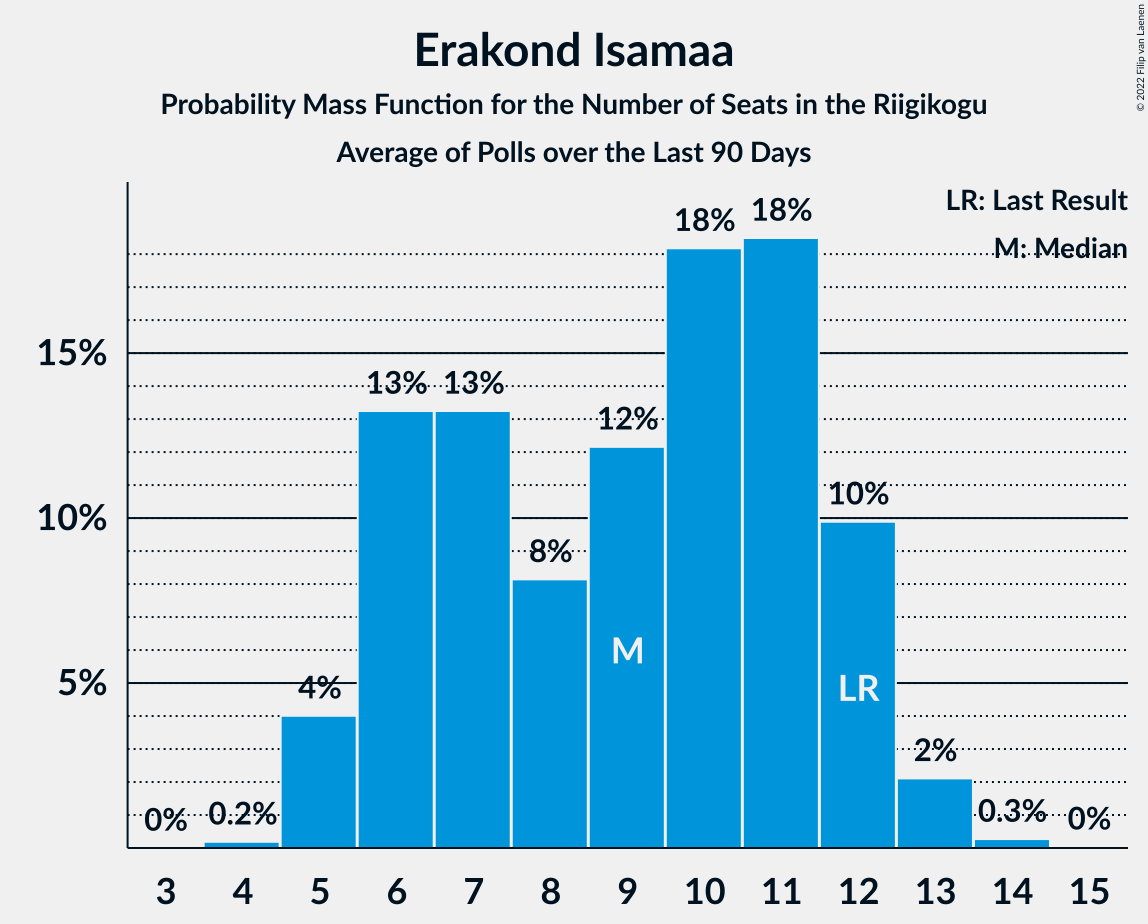 Erakond Isamaa
Probability Mass Function for the Number of Seats in the Riigikogu
Average of Polls over the Last 90 Days
© 2022 Filip van Laenen
LR: Last Result
M: Median
18% 18%
15%
13% 13%
12%
10%
10%
8%
M
5%
4%
LR
2%
0% 0.2% 0.3% 0%
3 4 5 6 7 8 9 10 11 12 13 14 15